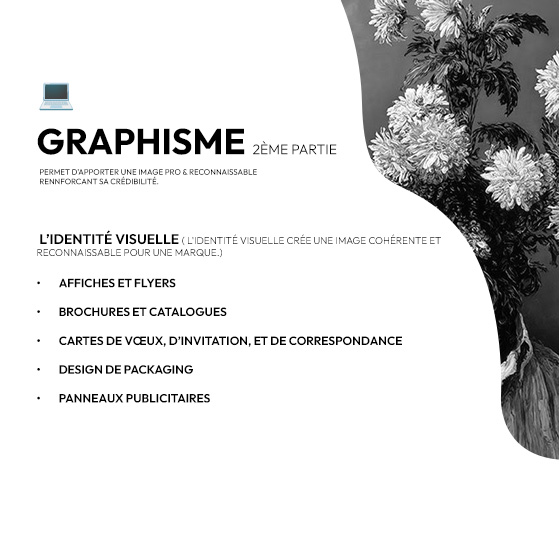 GRAPHISME 2ÈME PARTIE
PERMET D'APPORTER UNE IMAGE PRO & RECONNAISSABLE
RENNFORCANT SA CRÉDIBILITÉ.
L'IDENTITÉ VISUELLE ( L'IDENTITÉ VISUELLE CRÉE UNE IMAGE COHÉRENTE ET
RECONNAISSABLE POUR UNE MARQUE.)
• AFFICHES ET FLYERS
• BROCHURES ET CATALOGUES
• CARTES DE VŒUX, D'INVITATION, ET DE CORRESPONDANCE
• DESIGN DE PACKAGING
• PANNEAUX PUBLICITAIRES